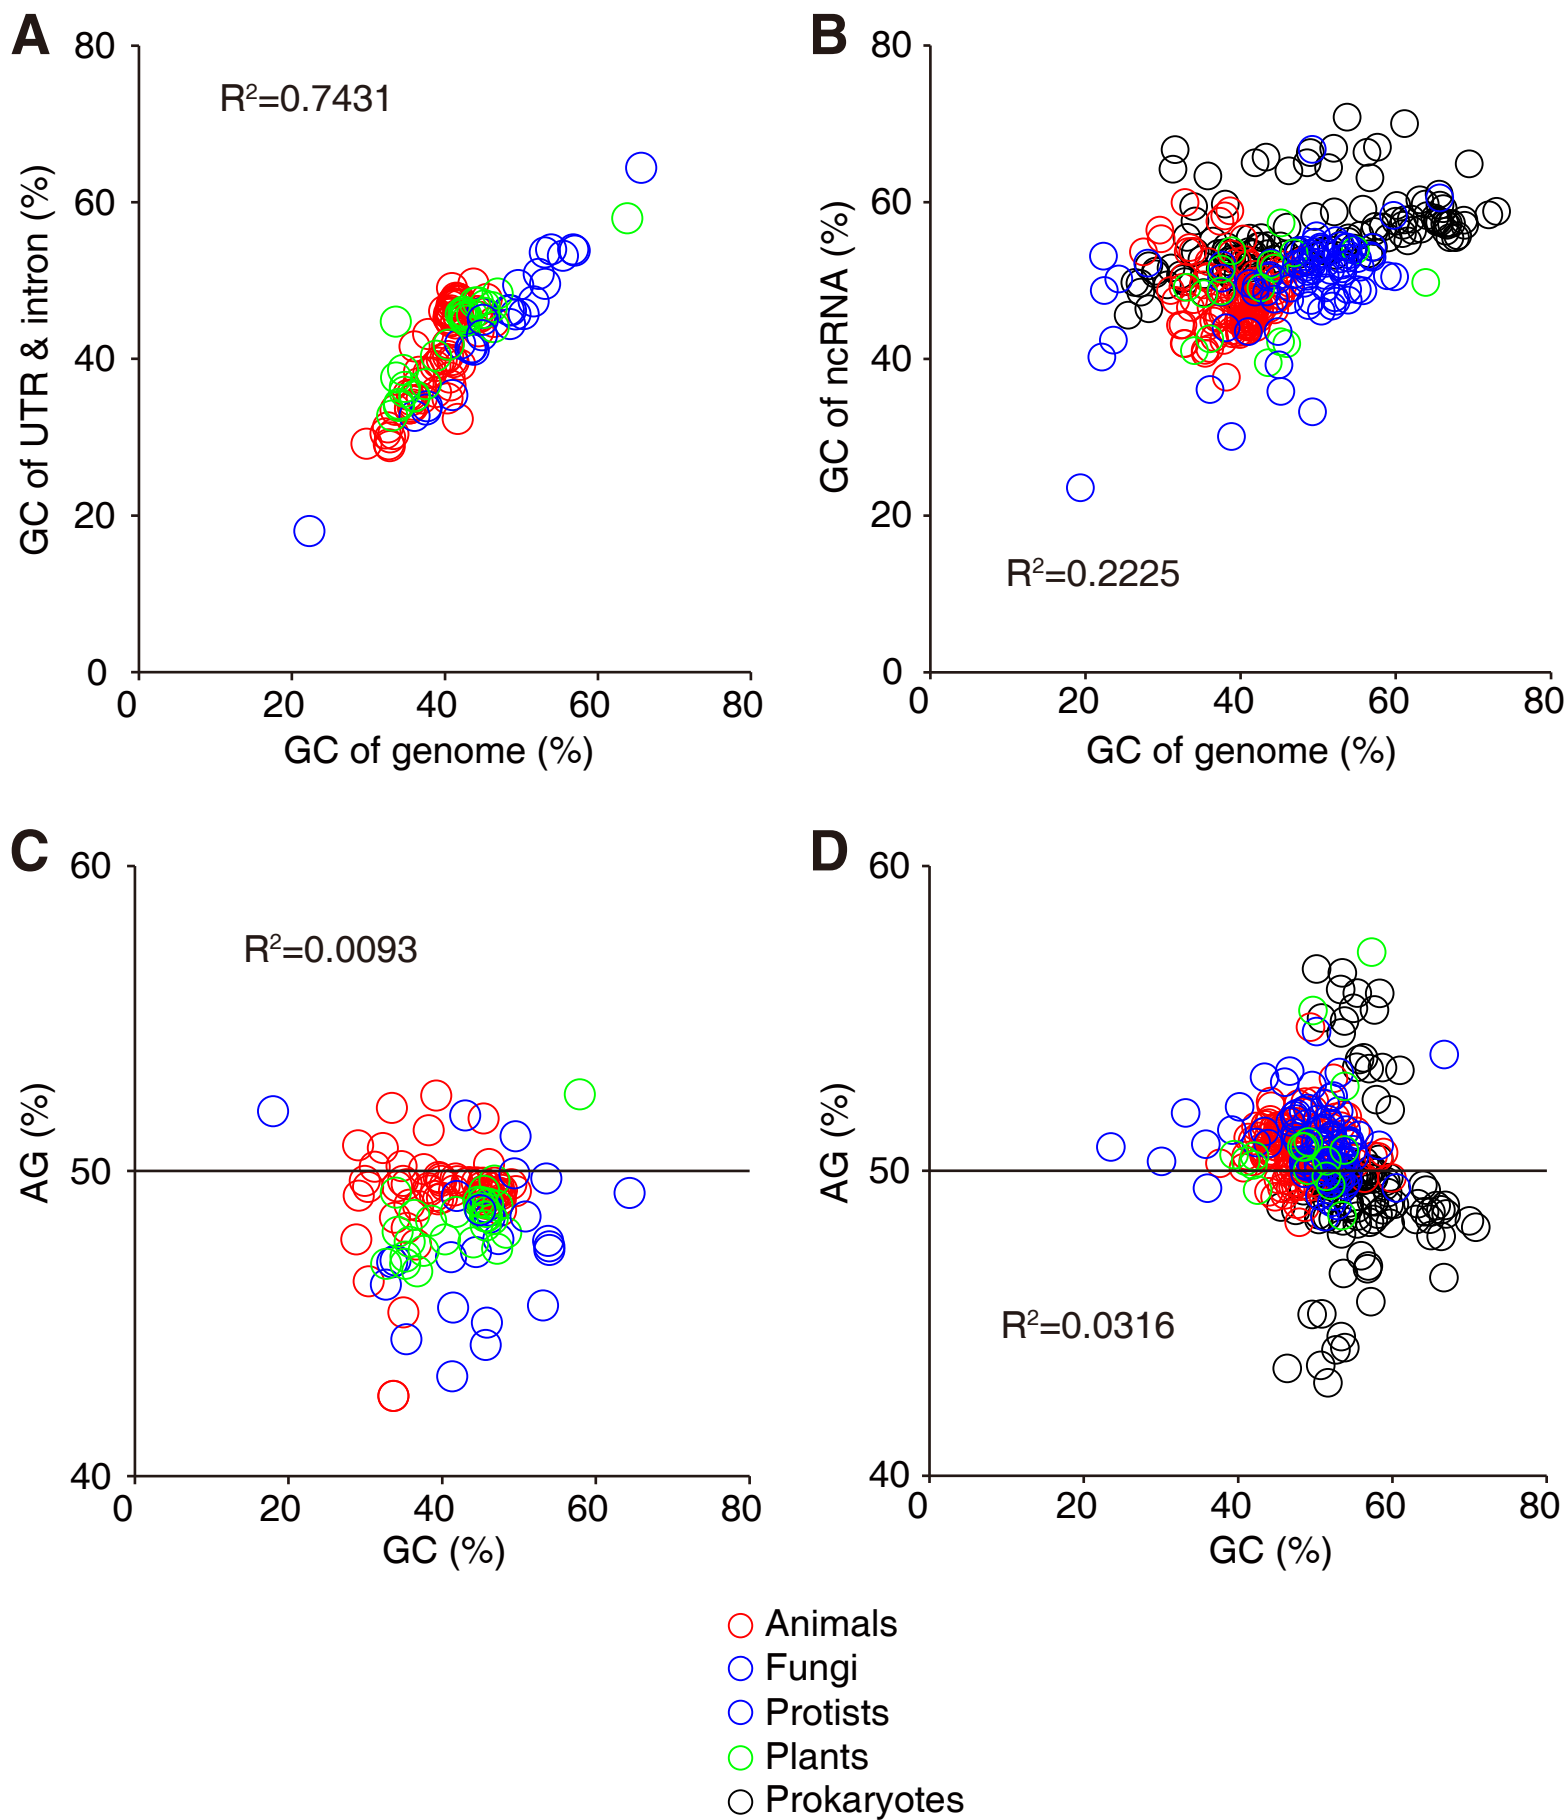 A
80
R²=0.7431
60
40
20
0
GC of UTR & intron (%)
0 20 40 60 80
GC of genome (%)
B
80
60
40
20
0
GC of ncRNA (%)
R²=0.2225
0 20 40 60 80
GC of genome (%)
C
60
R²=0.0093
50
40
AG (%)
0 20 40 60 80
GC (%)
D
60
50
40
AG (%)
R²=0.0316
0 20 40 60 80
GC (%)
Animals
Fungi
Protists
Plants
Prokaryotes